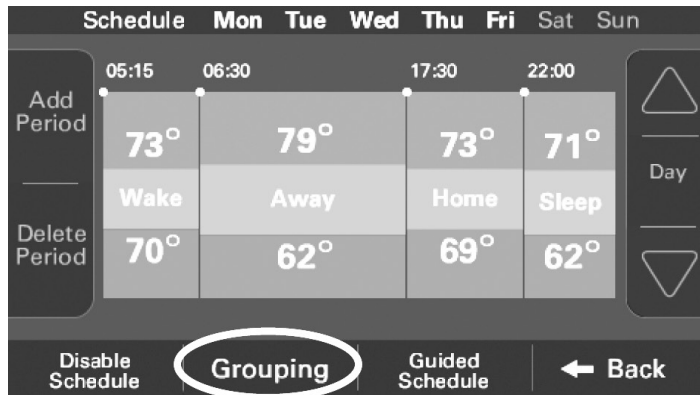 Schedule Mon Tue Wed Thu Fri Sat Sun
05:15 06:30 17:30 22:00
Add
Period
73° 79° 73° 71°
Day
Wake Away Home Sleep
Delete
Period
70° 62° 69° 62°
Disable
Schedule
Grouping
Guided
Schedule
Back